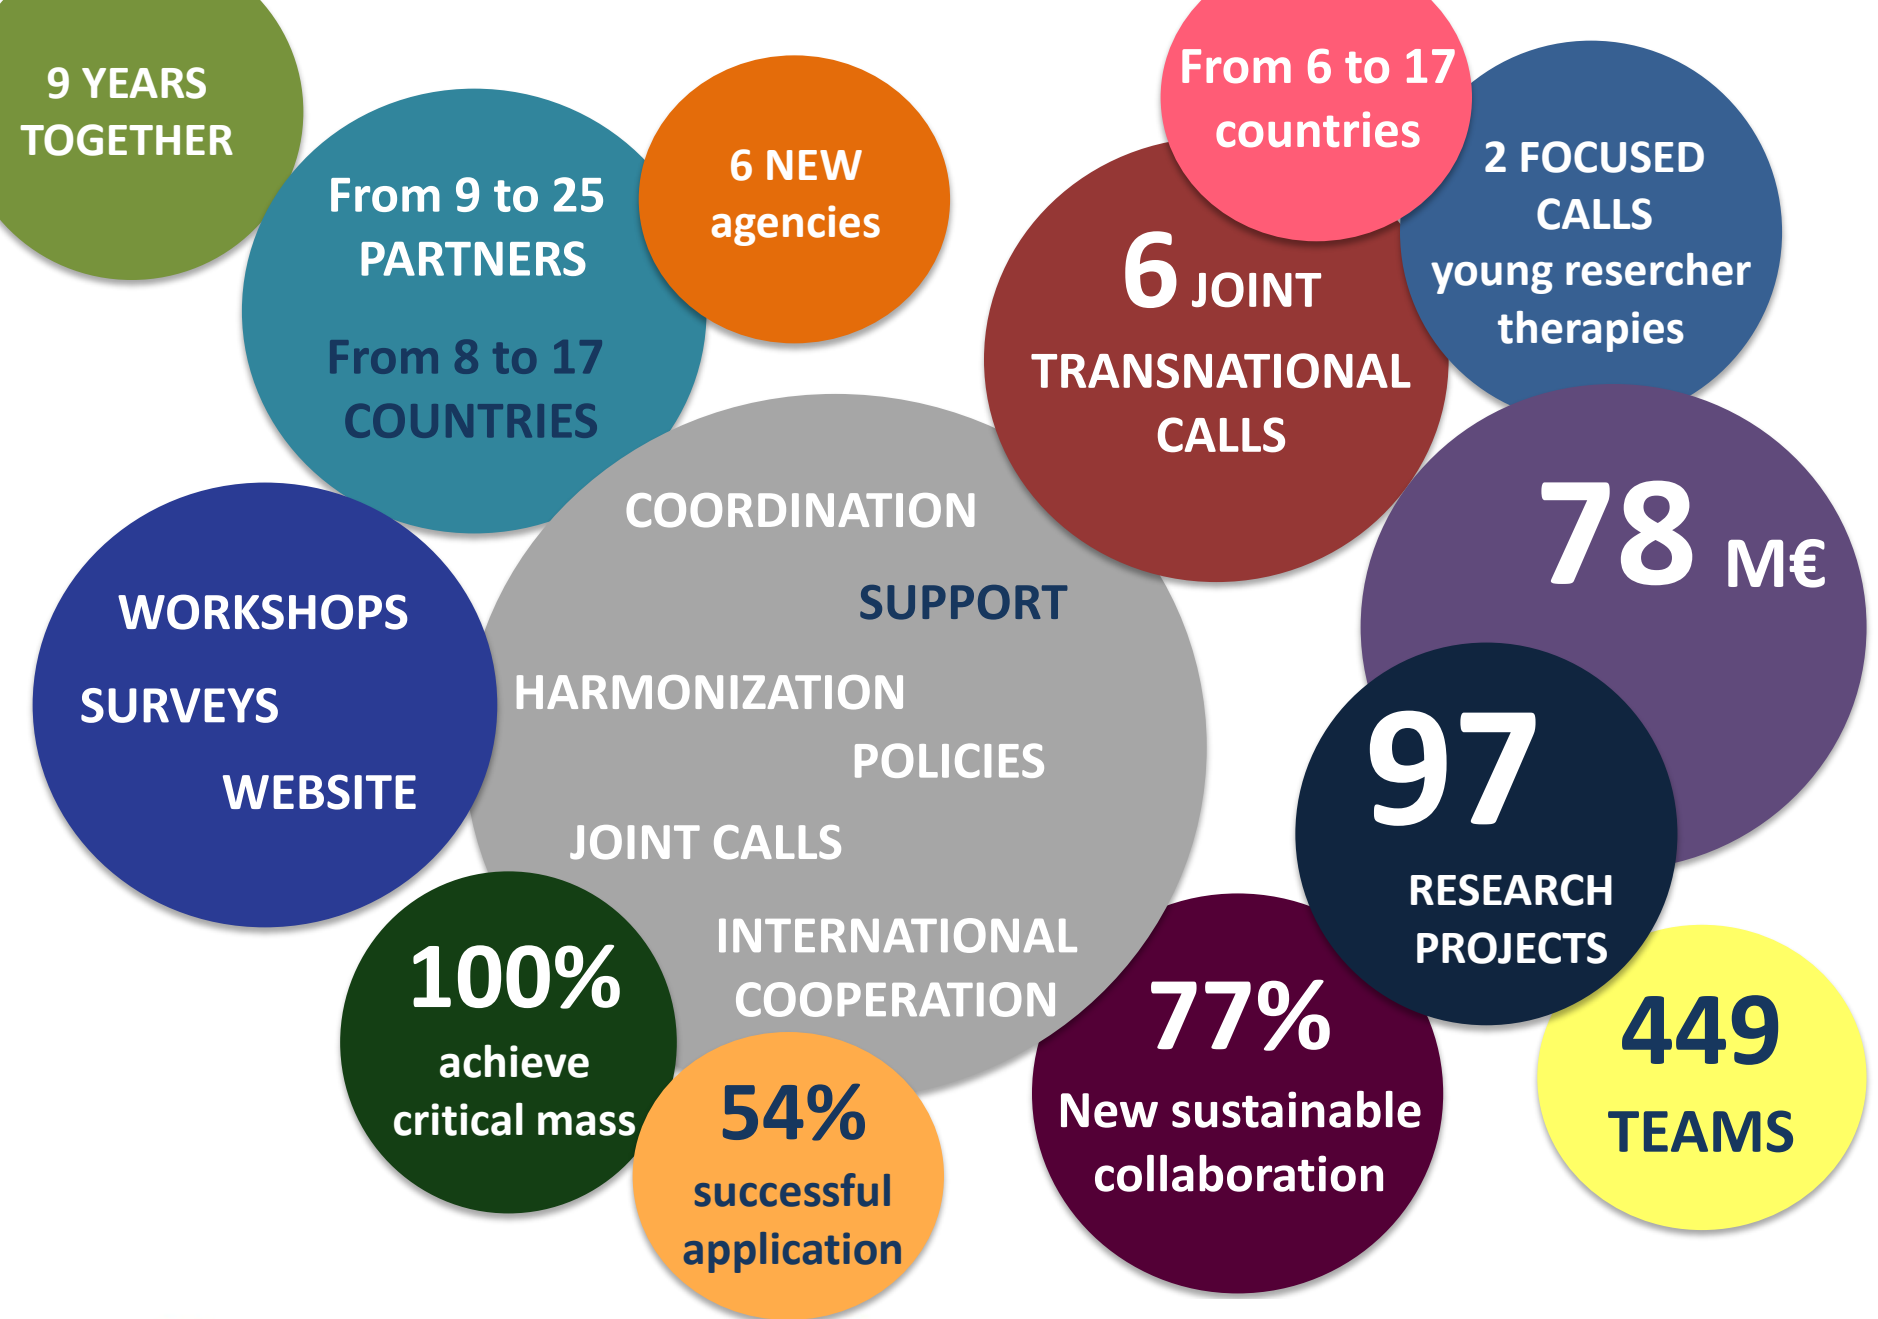 9 YEARS
TOGETHER
From 9 to 25
PARTNERS
From 8 to 17
COUNTRIES
6 NEW
agencies
From 6 to 17
countries
6 JOINT
TRANSNATIONAL
CALLS
2 FOCUSED
CALLS
young resercher
therapies
78 M€
COORDINATION
SUPPORT
HARMONIZATION
POLICIES
JOINT CALLS
INTERNATIONAL
COOPERATION
WORKSHOPS
SURVEYS
WEBSITE
97
RESEARCH
PROJECTS
100%
achieve
critical mass
54%
successful
application
77%
New sustainable
collaboration
449
TEAMS